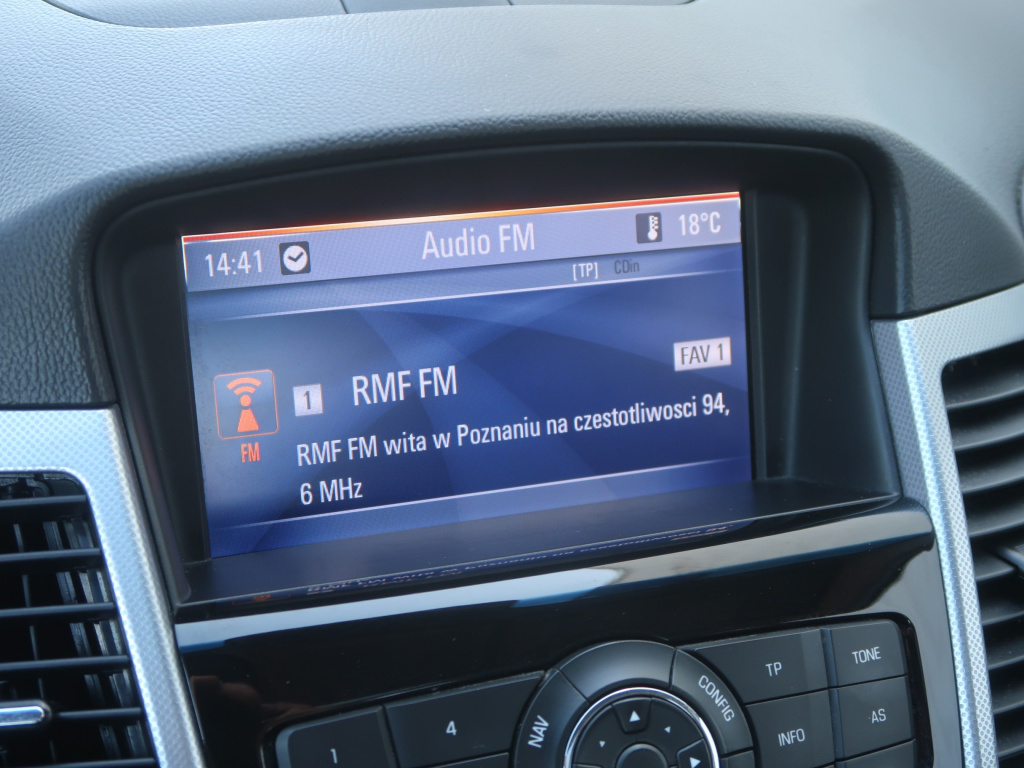 14:41 Audio FM 18°C
[TP] CDin
FAV 1
1 RMF FM
FM
RMF FM wita w Poznaniu na czestotliwosci 94,
6 MHz
TP TONE
CONFIG
NAV
1 4 INFO AS